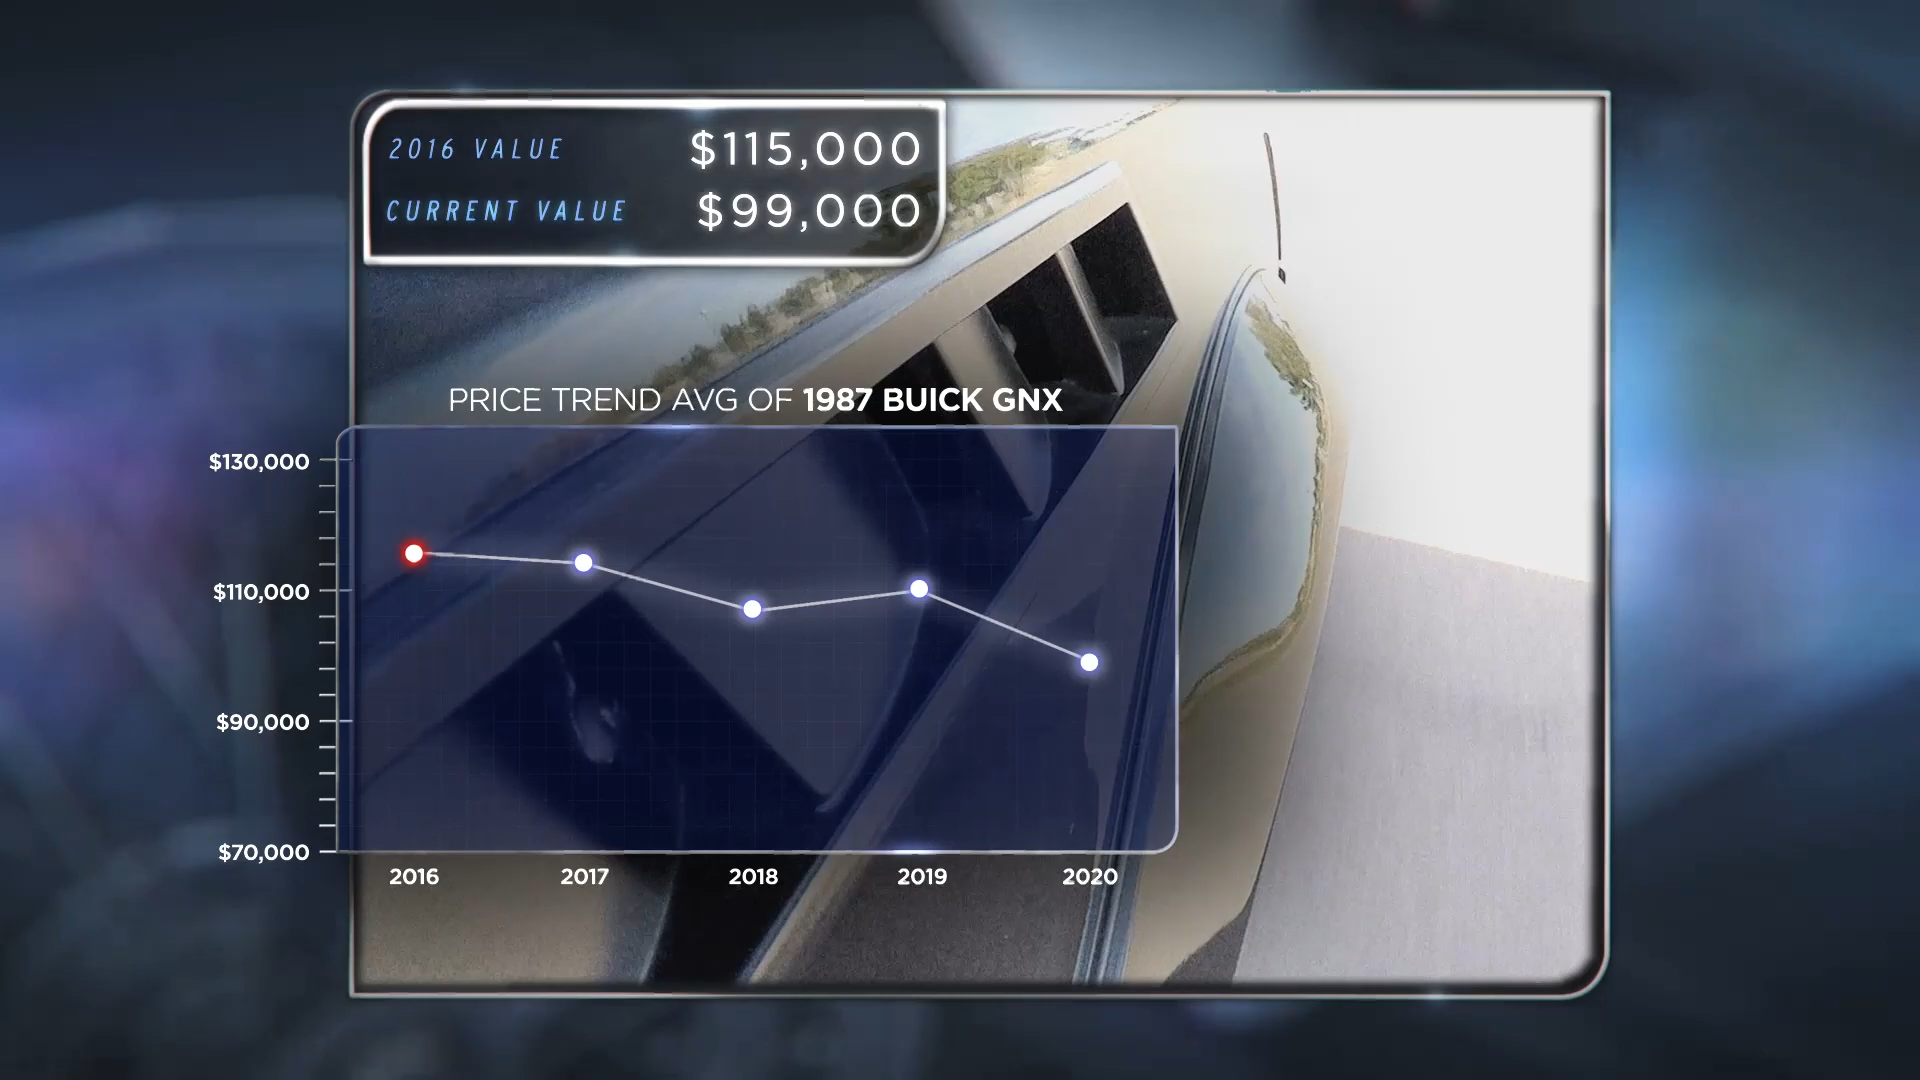 2016 VALUE $115,000
CURRENT VALUE $99,000
PRICE TREND AVG OF 1987 BUICK GNX
$130,000
$110,000
$90,000
$70,000
2016 2017 2018 2019 2020